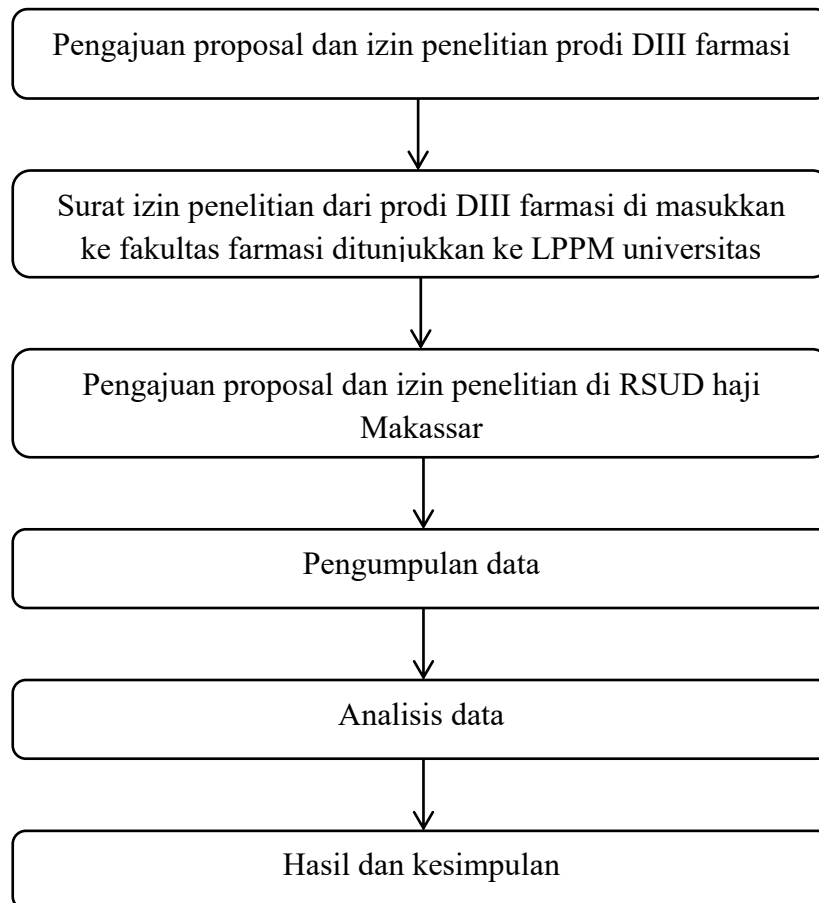 Pengajuan proposal dan izin penelitian prodi DIII farmasi
Surat izin penelitian dari prodi DIII farmasi di masukkan
ke fakultas farmasi ditunjukkan ke LPPM universitas
Pengajuan proposal dan izin penelitian di RSUD haji
Makassar
Pengumpulan data
Analisis data
Hasil dan kesimpulan